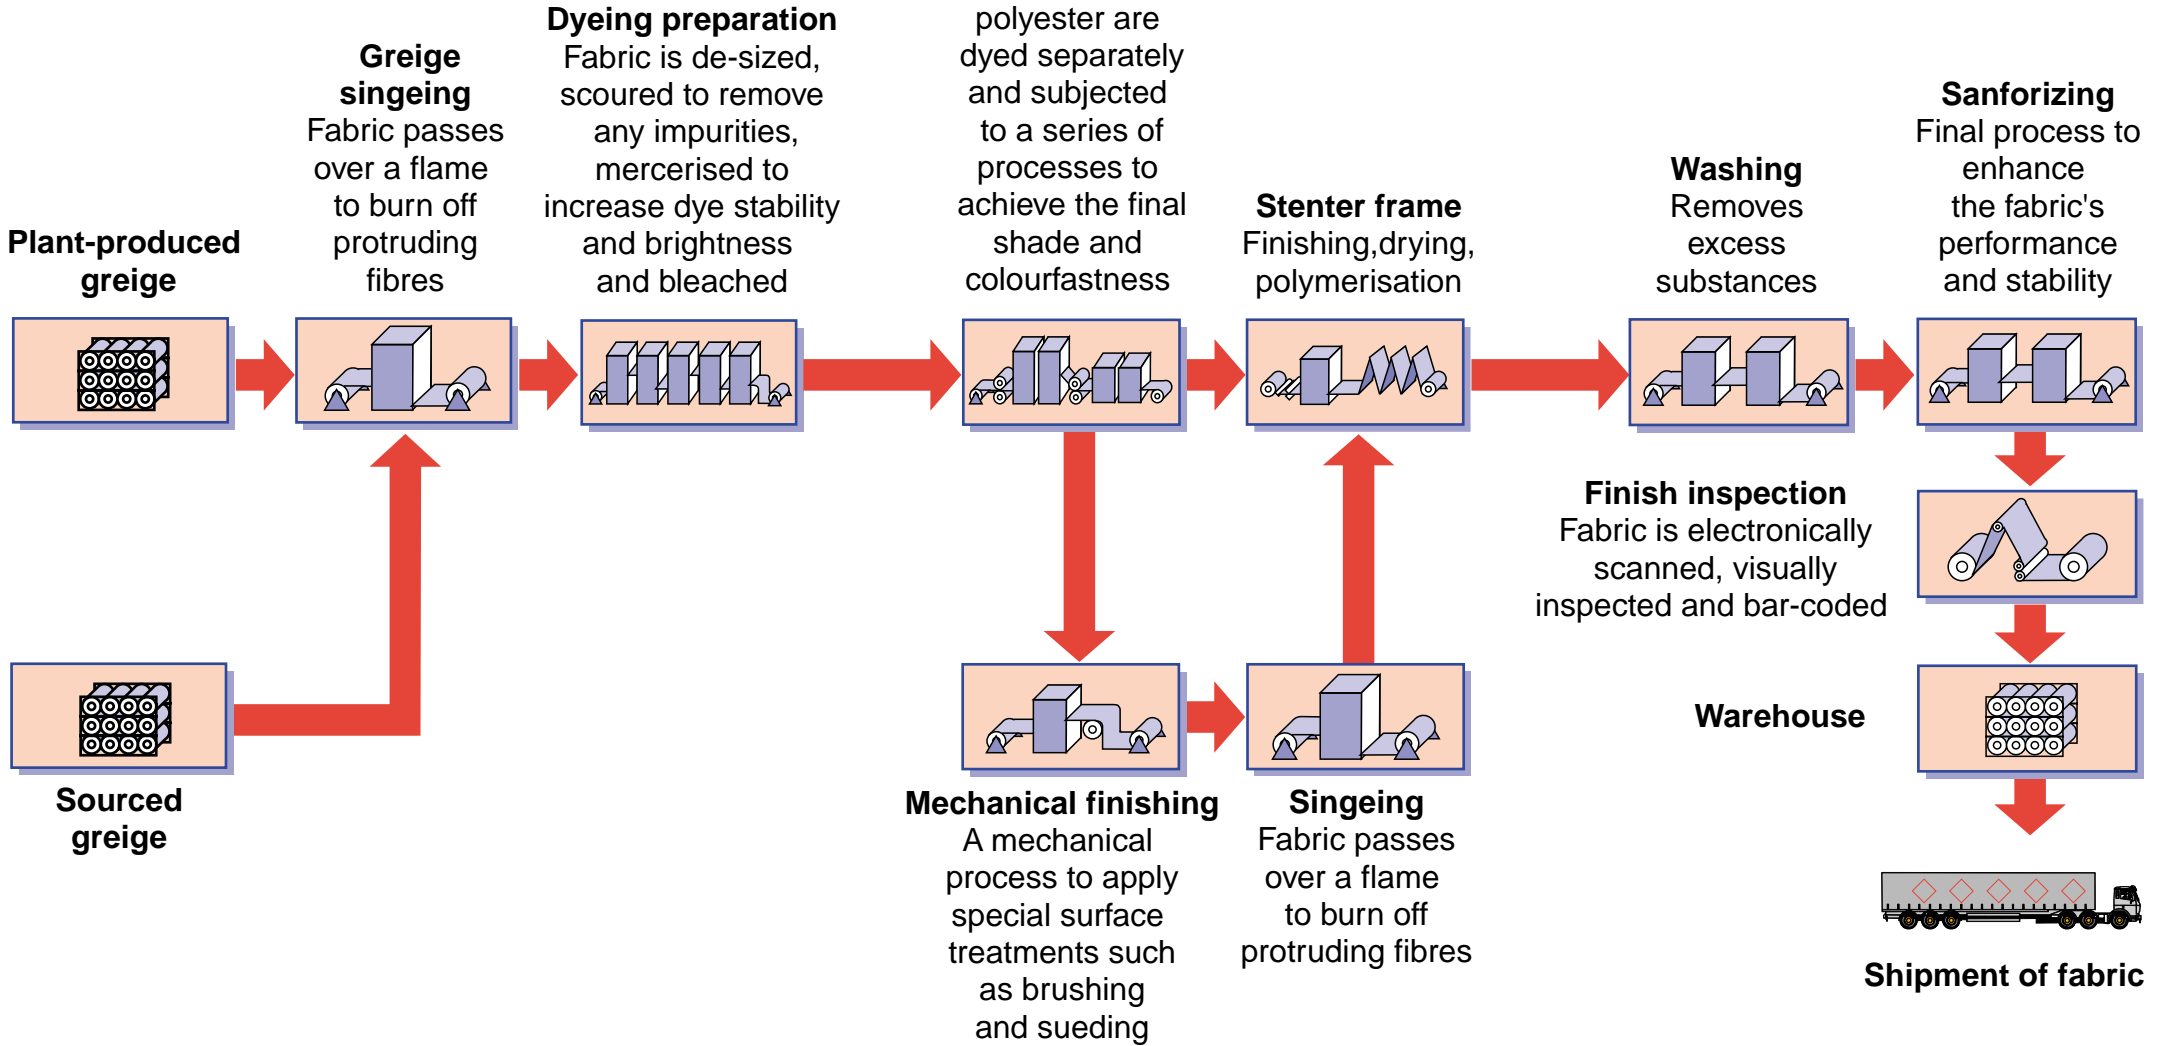 Plant-produced
greige
Greige
singeing
Fabric passes
over a flame
to burn off
protruding
fibres
Dyeing preparation
Fabric is de-sized,
scoured to remove
any impurities,
mercerised to
increase dye stability
and brightness
and bleached
polyester are
dyed separately
and subjected
to a series of
processes to
achieve the final
shade and
colourfastness
Stenter frame
Finishing,drying,
polymerisation
Washing
Removes
excess
substances
Sanforizing
Final process to
enhance
the fabric's
performance
and stability
Finish inspection
Fabric is electronically
scanned, visually
inspected and bar-coded
Warehouse
Sourced
greige
Mechanical finishing
A mechanical
process to apply
special surface
treatments such
as brushing
and sueding
Singeing
Fabric passes
over a flame
to burn off
protruding fibres
Shipment of fabric